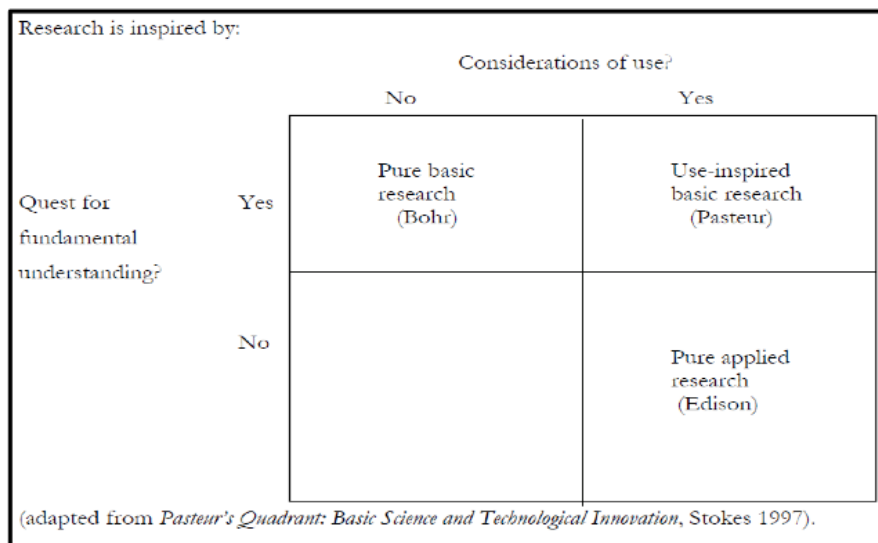 Research is inspired by:
Considerations of use?
No Yes
Pure basic
research
(Bohr)
Use-inspired
basic research
(Pasteur)
Quest for
fundamental
understanding?
Yes
No
Pure applied
research
(Edison)
(adapted from Pasteur's Quadrant: Basic Science and Technological Innovation, Stokes 1997).